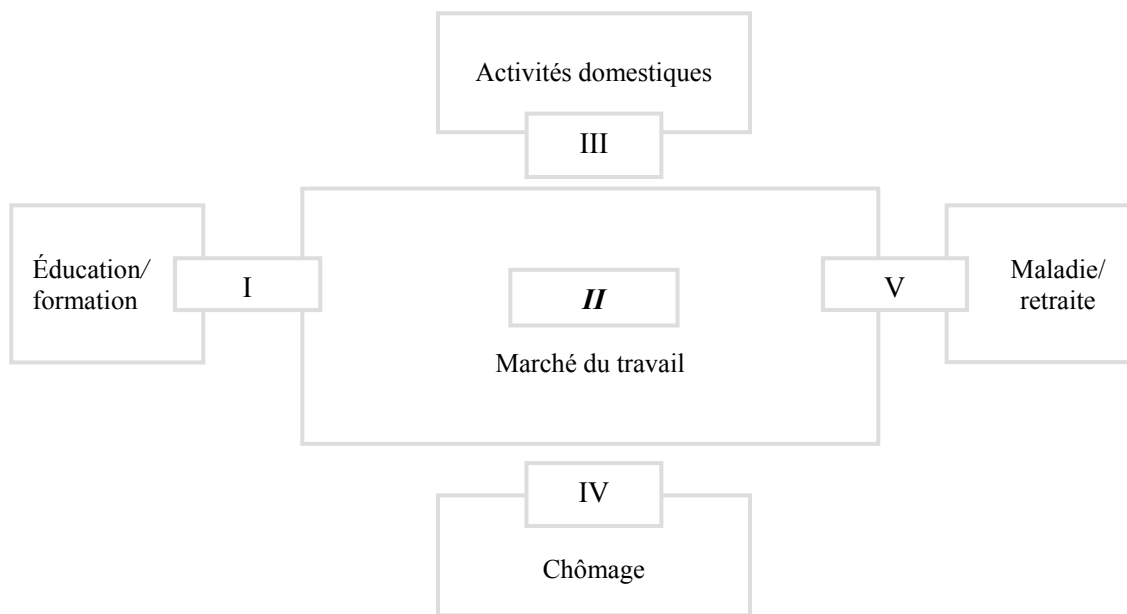 Activités domestiques
III
Éducation/
formation
I
II
Marché du travail
V
Maladie/
retraite
IV
Chômage